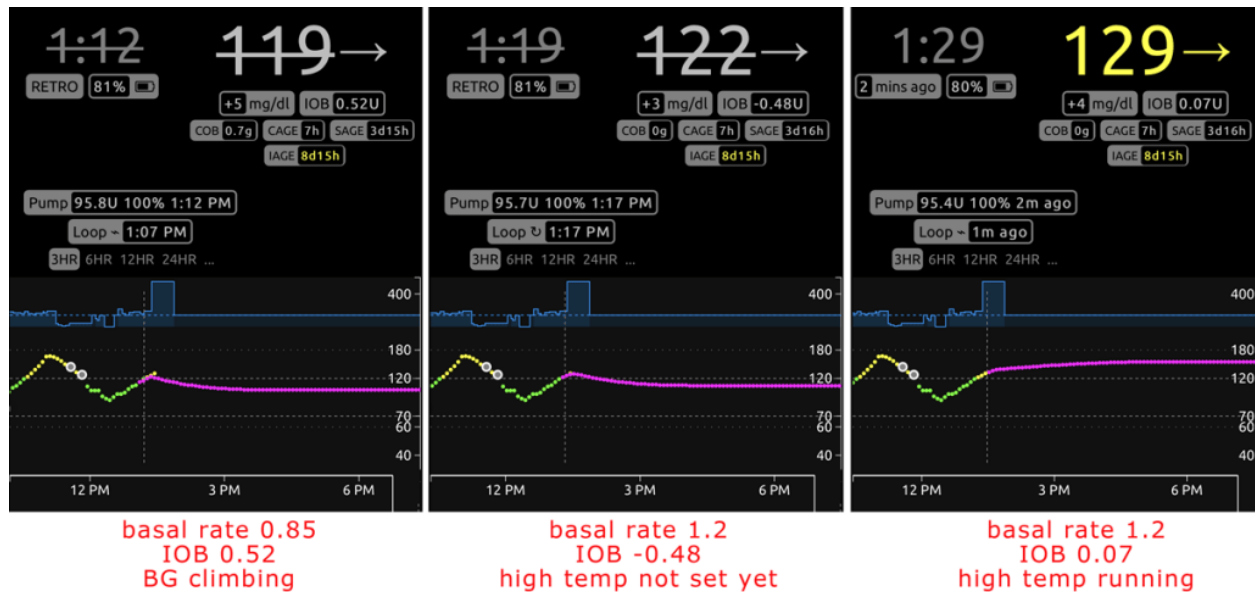 1:12
119→
RETRO 81%
+5 mg/dl IOB 0.52U
COB 0.7g CAGE 7h SAGE 3d15h
IAGE 8d15h
Pump 95.8U 100% 1:12 PM
Loop ⌁ 1:07 PM
3HR 6HR 12HR 24HR ...
400
180
120
70
60
40
12 PM 3 PM 6 PM
basal rate 0.85
IOB 0.52
BG climbing
1:19
122→
RETRO 81%
+3 mg/dl IOB -0.48U
COB 0g CAGE 7h SAGE 3d16h
IAGE 8d15h
Pump 95.7U 100% 1:17 PM
Loop ↻ 1:17 PM
3HR 6HR 12HR 24HR ...
400
180
120
70
60
40
12 PM 3 PM 6 PM
basal rate 1.2
IOB -0.48
high temp not set yet
1:29
129→
2 mins ago 80%
+4 mg/dl IOB 0.07U
COB 0g CAGE 7h SAGE 3d16h
IAGE 8d15h
Pump 95.4U 100% 2m ago
Loop ⌁ 1m ago
3HR 6HR 12HR 24HR ...
400
180
120
70
60
40
12 PM 3 PM 6 PM
basal rate 1.2
IOB 0.07
high temp running